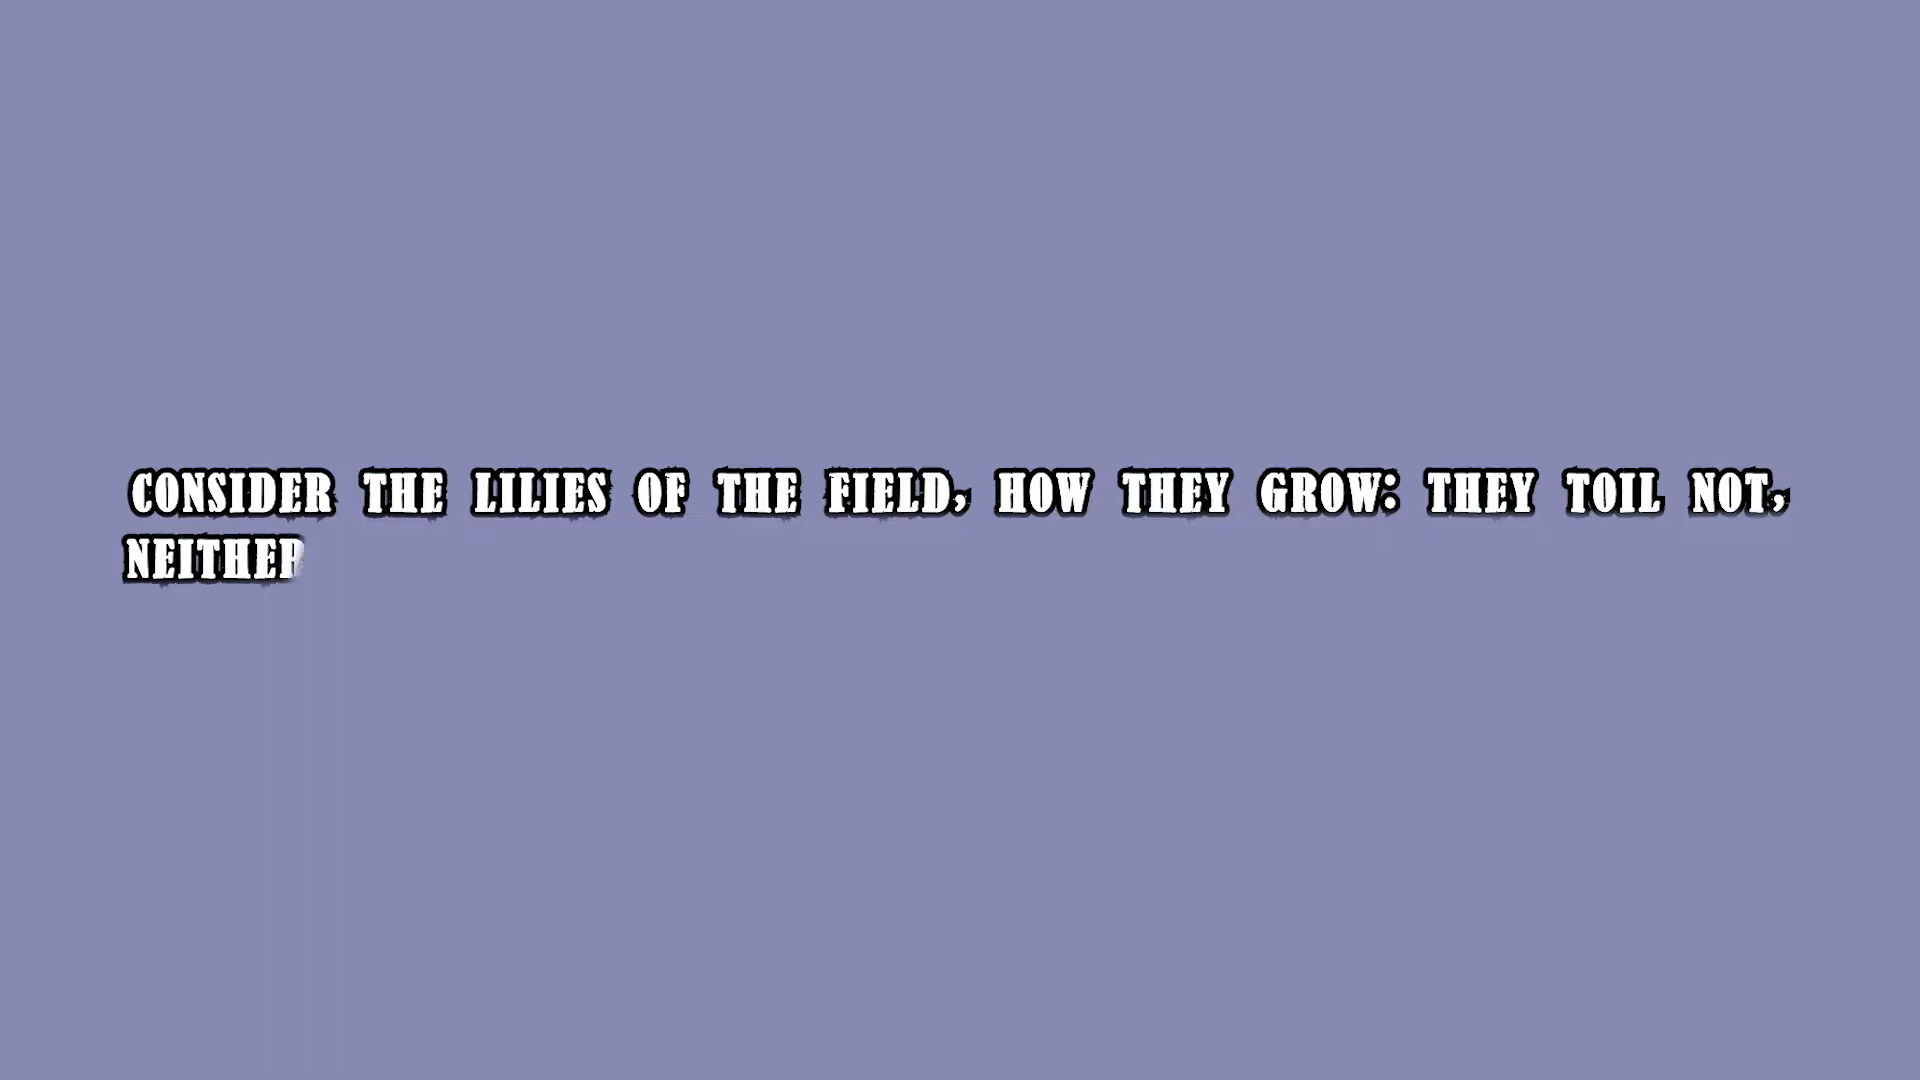 CONSIDER THE LILIES OF THE FIELD, HOW THEY GROW: THEY TOIL NOT,
NEITHER